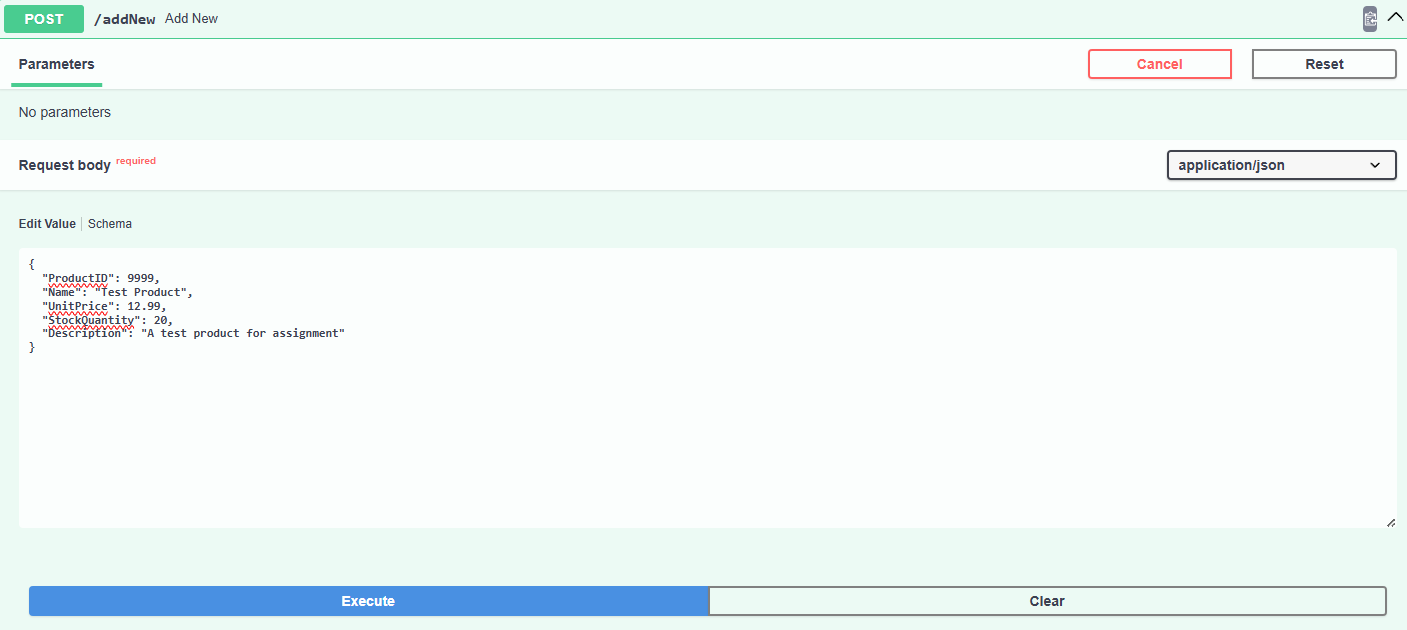 POST /addNew Add New
Parameters
Cancel
Reset
No parameters
Request body required
application/json
Edit Value
Schema
{
  "ProductID": 9999,
  "Name": "Test Product",
  "UnitPrice": 12.99,
  "StockQuantity": 20,
  "Description": "A test product for assignment"
}
Execute
Clear